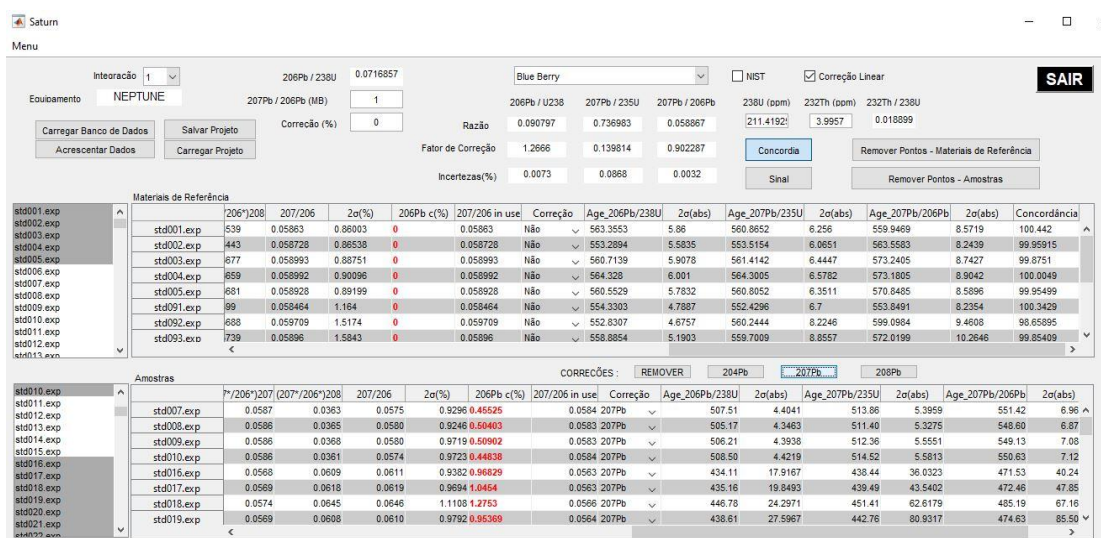 Saturn
Menu
Integração 1 206Pb / 238U 0.0716857 Blue Berry NIST Correção Linear SAIR
Equipamento NEPTUNE 207Pb / 206Pb (MB) 1 206Pb / U238 207Pb / 235U 207Pb / 206Pb 238U (ppm) 232Th (ppm) 232Th / 238U
Carregar Banco de Dados Salvar Projeto Correcão (%) 0 Razão 0.090797 0.736983 0.058867 211.4192 3.9957 0.018899
Acrescentar Dados Carregar Projeto Fator de Correção 1.2666 0.139814 0.902287 Concordia Remover Pontos - Materiais de Referência
Incertezas(%) 0.0073 0.0868 0.0032 Sinal Remover Pontos - Amostras
Materiais de Referência
std001.exp
std002.exp
std003.exp
std004.exp
std005.exp
std006.exp
std007.exp
std008.exp
std009.exp
std010.exp
std011.exp
std012.exp
std013.exp
*206*)208 207/206 2σ(%) 206Pb c(%) 207/206 in use Correção Age_206Pb/238U 2σ(abs) Age_207Pb/235U 2σ(abs) Age_207Pb/206Pb 2σ(abs) Concordância
std001.exp 539 0.05863 0.86003 0 0.05863 Não 563.3553 5.86 560.8652 6.256 559.9469 8.5719 100.442
std002.exp 443 0.058728 0.86538 0 0.058728 Não 553.2894 5.5835 553.5154 6.0651 563.5583 8.2439 99.95915
std003.exp 677 0.058993 0.88751 0 0.058993 Não 560.7139 5.9078 561.4142 6.4447 573.2405 8.7427 99.8751
std004.exp 659 0.058992 0.90096 0 0.058992 Não 564.328 6.001 564.3005 6.5782 573.1805 8.9042 100.0049
std005.exp 681 0.058928 0.89199 0 0.058928 Não 560.5529 5.7832 560.8052 6.3511 570.8485 8.5896 99.95499
std091.exp 99 0.058464 1.164 0 0.058464 Não 554.3303 4.7887 552.4296 6.7 553.8491 8.2354 100.3429
std092.exp 688 0.059709 1.5174 0 0.059709 Não 552.8307 4.6757 560.2444 8.2246 599.0984 9.4608 98.65895
std093.exp 739 0.05896 1.5843 0 0.05896 Não 558.8854 5.1903 559.7009 8.8557 572.0199 10.2646 99.85409
CORRECÕES : REMOVER 204Pb 207Pb 208Pb
Amostras
std010.exp
std011.exp
std012.exp
std013.exp
std014.exp
std015.exp
std016.exp
std017.exp
std018.exp
std019.exp
std020.exp
std021.exp
std022.exp
7*/206*)207 (207*/206*)208 207/206 2σ(%) 206Pb c(%) 207/206 in use Correção Age_206Pb/238U 2σ(abs) Age_207Pb/235U 2σ(abs) Age_207Pb/206Pb 2σ(abs)
std007.exp 0.0587 0.0363 0.0575 0.9296 0.45525 0.0584 207Pb 507.51 4.4041 513.86 5.3959 551.42 6.96
std008.exp 0.0586 0.0365 0.0580 0.9246 0.50403 0.0583 207Pb 505.17 4.3463 511.40 5.3275 548.60 6.87
std009.exp 0.0586 0.0368 0.0580 0.9719 0.50902 0.0583 207Pb 506.21 4.3938 512.36 5.5551 549.13 7.08
std010.exp 0.0586 0.0361 0.0574 0.9723 0.44838 0.0584 207Pb 508.50 4.4219 514.52 5.5813 550.63 7.12
std016.exp 0.0568 0.0609 0.0611 0.9382 0.96829 0.0563 207Pb 434.11 17.9167 438.44 36.0323 471.53 40.24
std017.exp 0.0569 0.0618 0.0619 0.9694 1.0454 0.0563 207Pb 435.16 19.8493 439.49 43.5402 472.46 47.85
std018.exp 0.0574 0.0645 0.0646 1.1108 1.2753 0.0566 207Pb 446.78 24.2971 451.41 62.6179 485.19 67.16
std019.exp 0.0569 0.0608 0.0610 0.9792 0.95369 0.0564 207Pb 438.61 27.5967 442.76 80.9317 474.63 85.50